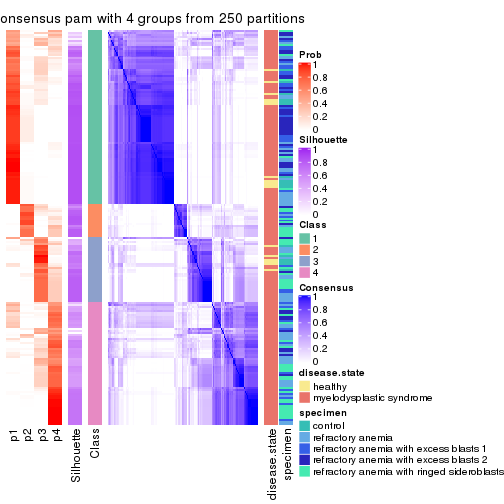 onsensus pam with 4 groups from 250 partitions
Prob
1
0.8
0.6
0.4
0.2
0
Silhouette
1
0.8
0.6
0.4
0.2
0
Class
1
2
3
4
Consensus
1
0.8
0.6
0.4
0.2
0
disease.state
healthy
myelodysplastic syndrome
specimen
control
refractory anemia
refractory anemia with excess blasts 1
refractory anemia with excess blasts 2
refractory anemia with ringed sideroblasts
p1
p2
p3
p4
Silhouette
Class
disease.state
specimen